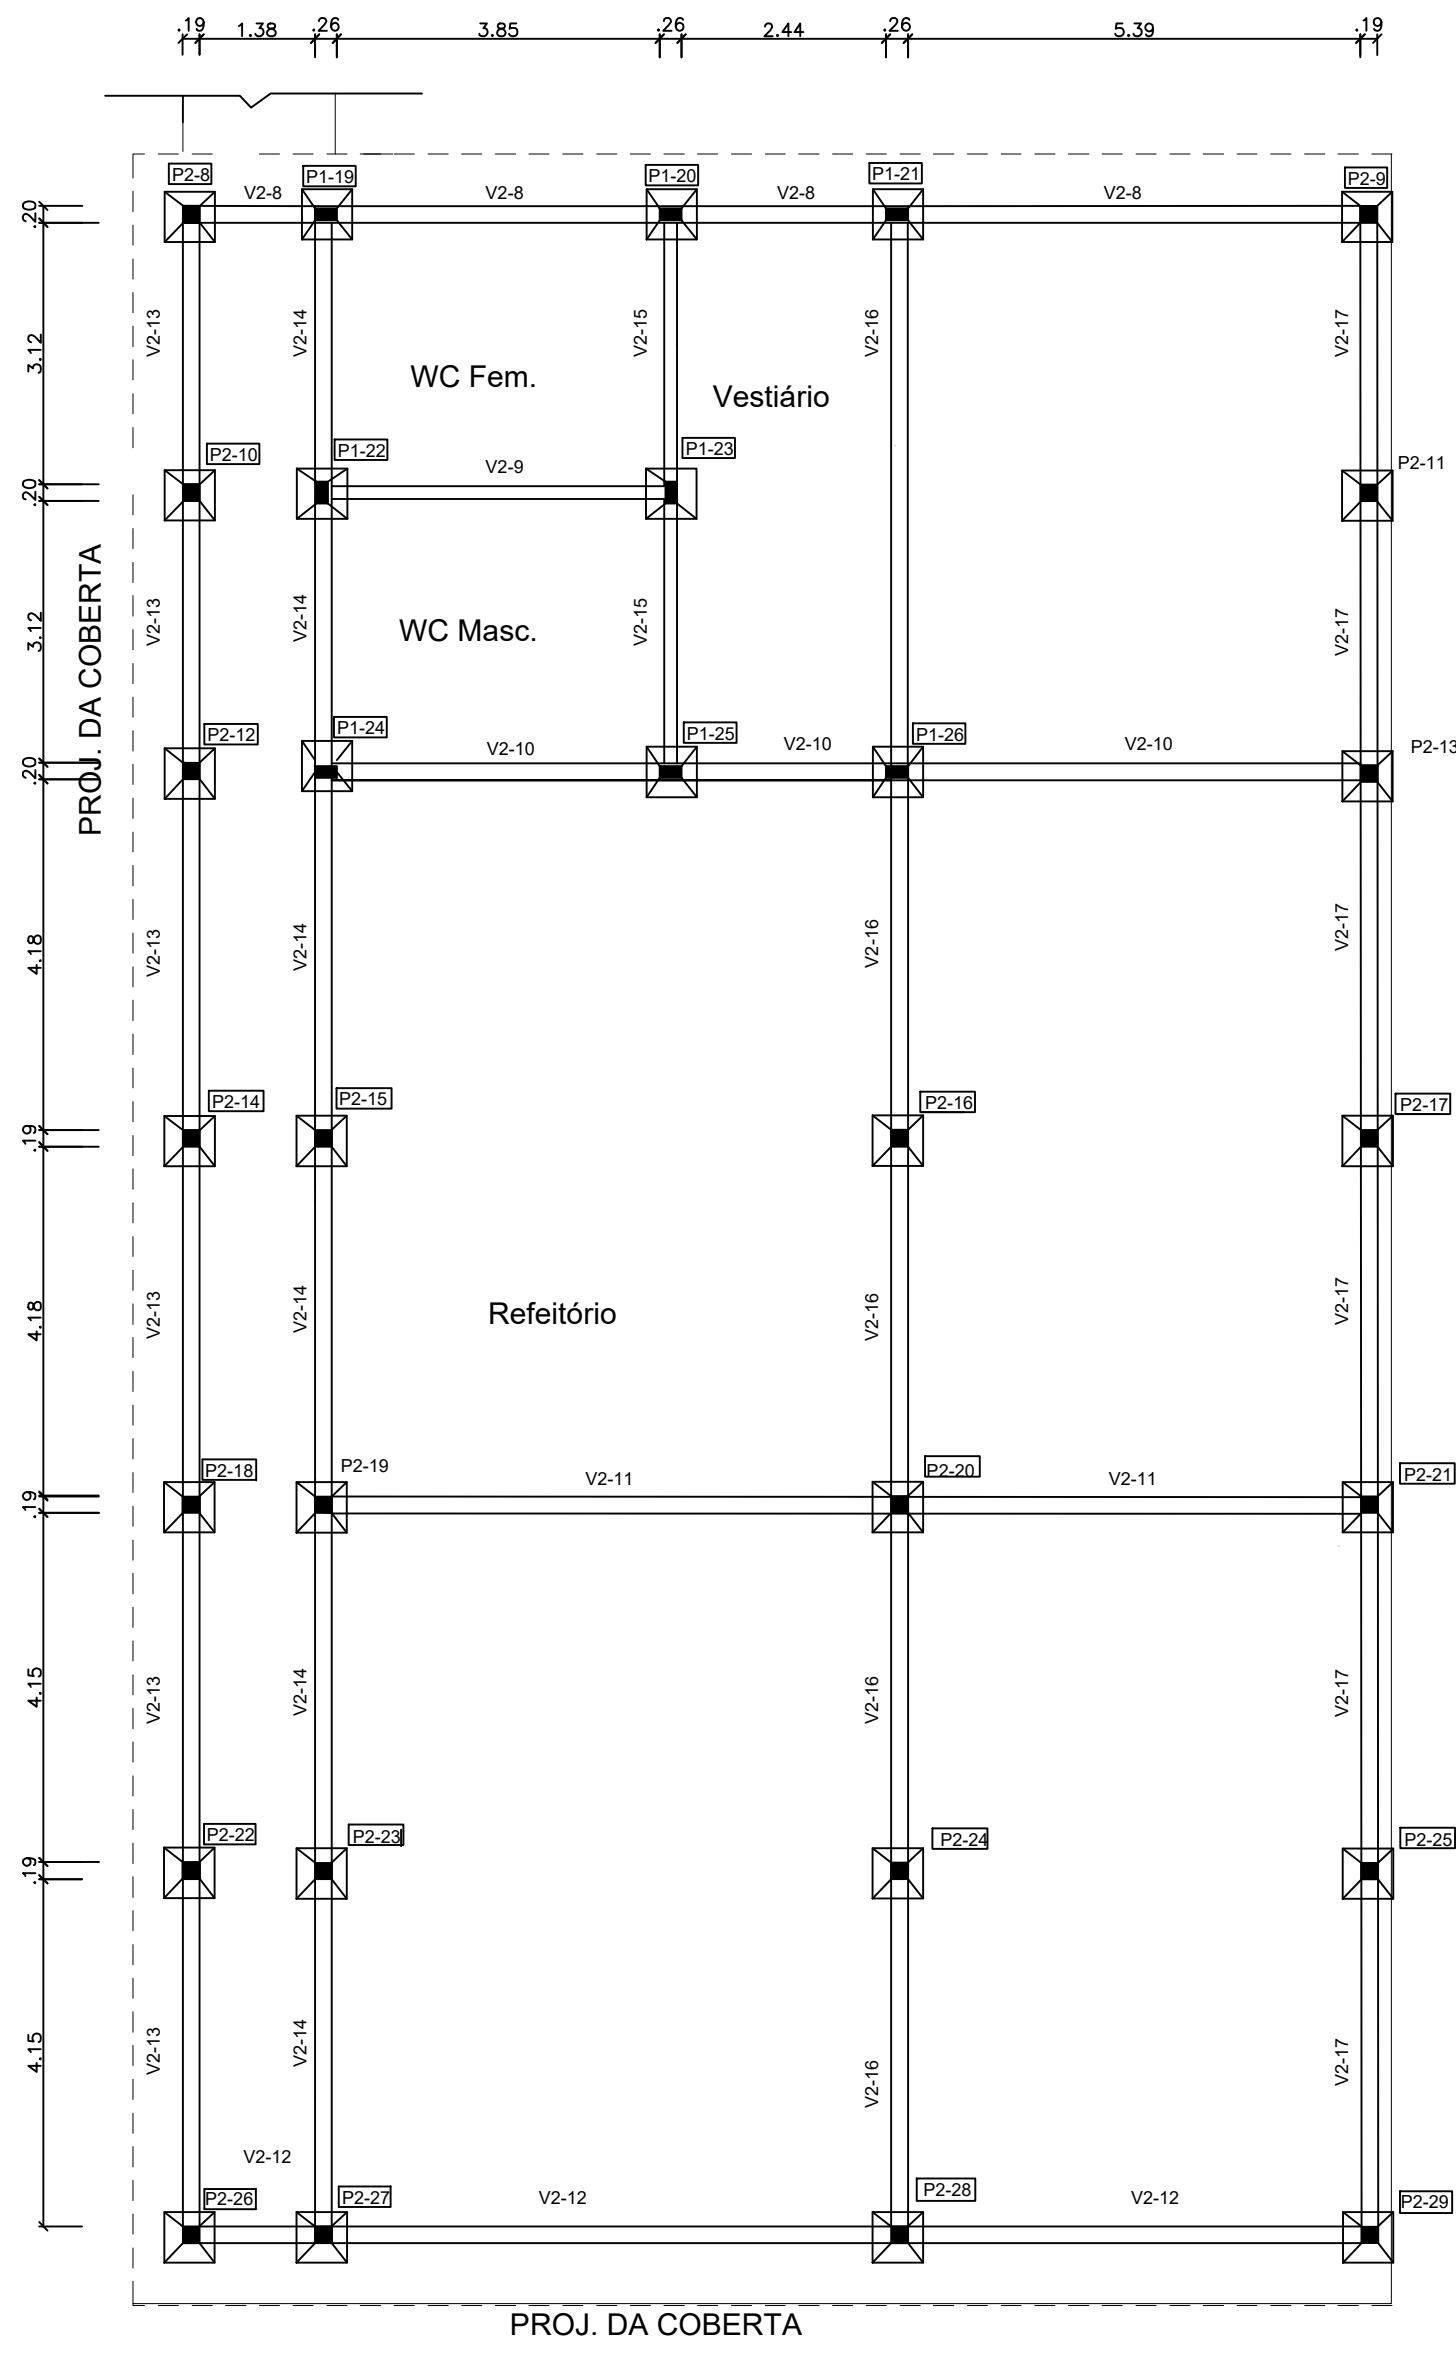 .19 1.38 .26 3.85 .26 2.44 .26 5.39 .19
P2-8 P1-19 P1-20 P1-21 P2-9
V2-8 V2-8 V2-8 V2-8
.20
V2-13 V2-14 V2-15 V2-16 V2-17
3.12
WC Fem.
Vestiário
P2-10 P1-22 P1-23 P2-11
V2-9
.20
PROJ. DA COBERTA
V2-13 V2-14 V2-15 V2-17
3.12
WC Masc.
P2-12 P1-24 P1-25 P1-26 P2-13
V2-10 V2-10 V2-10
.20
V2-13 V2-14 V2-16 V2-17
4.18
P2-14 P2-15 P2-16 P2-17
.19
V2-13 V2-14 V2-16 V2-17
4.18
Refeitório
P2-18 P2-19 P2-20 P2-21
V2-11 V2-11
.19
V2-13 V2-14 V2-16 V2-17
4.15
P2-22 P2-23 P2-24 P2-25
.19
V2-13 V2-14 V2-16 V2-17
4.15
V2-12
P2-26 P2-27 P2-28 P2-29
V2-12 V2-12
PROJ. DA COBERTA